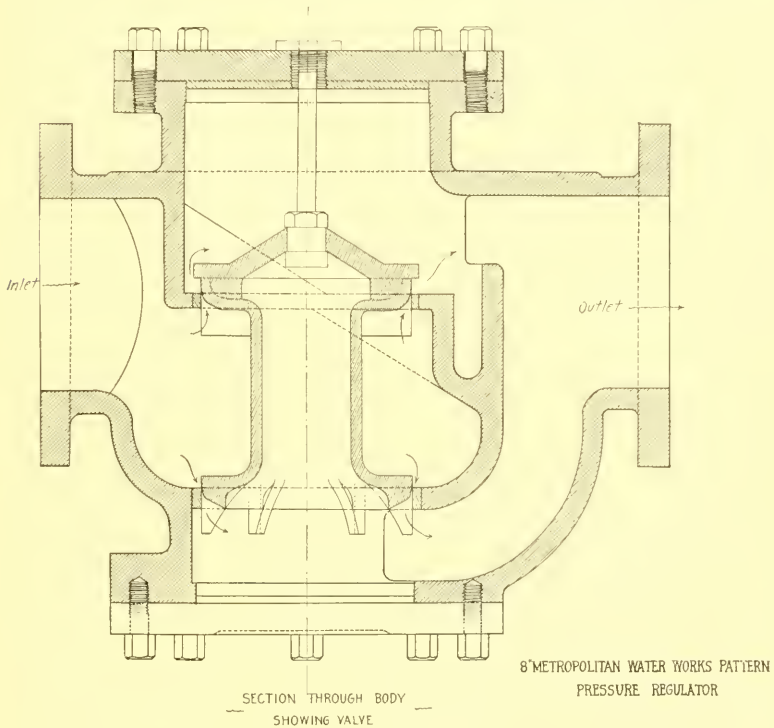 Inlet
Outlet
8" METROPOLITAN WATER WORKS PATTERN
PRESSURE REGULATOR
SECTION THROUGH BODY
SHOWING VALVE